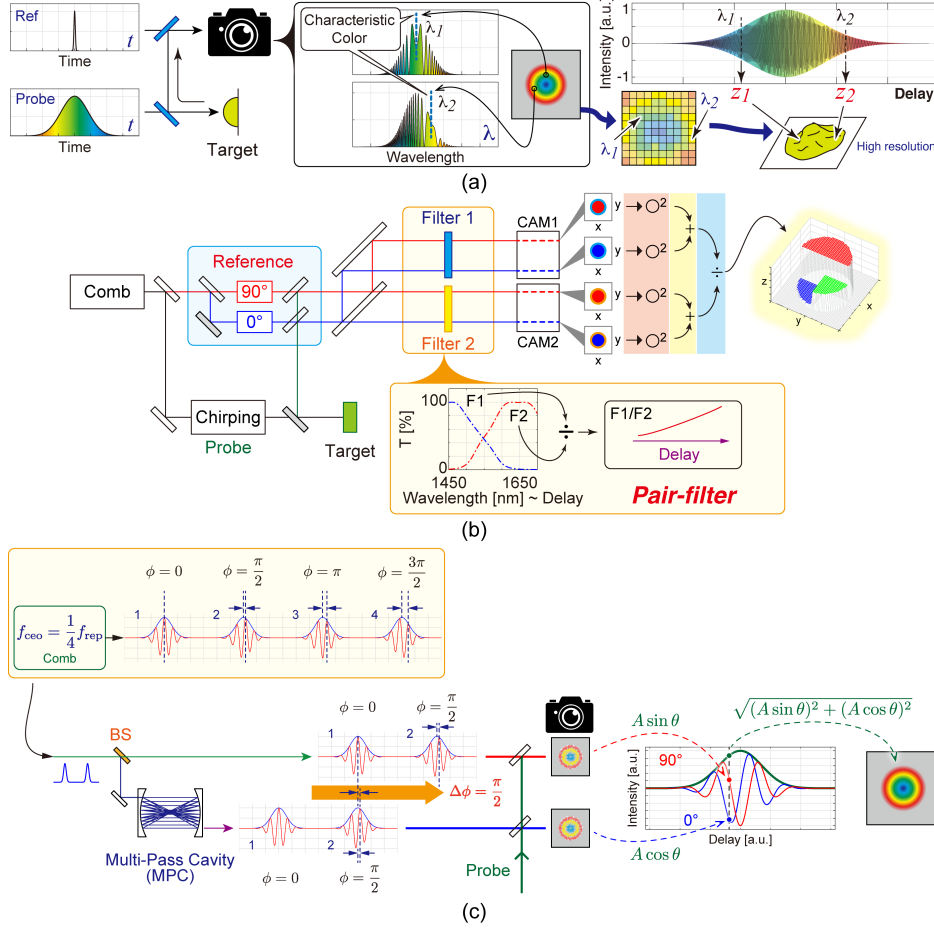 Ref
t
Time
Probe
t
Time
Target
Characteristic
Color
λ1
λ2
λ
Wavelength
λ1
λ2
Intensity [a.u.]
1
0
-1
λ1
λ2
z1
z2
Delay
High resolution
(a)
Comb
Reference
90°
0°
Chirping
Probe
Target
Filter 1
Filter 2
CAM1
CAM2
y
x
y
x
y
x
y
x
○2
○2
○2
○2
+
+
÷
z
y
x
T [%]
100
0
F1
F2
1450
1650
Wavelength [nm] ~ Delay
÷
F1/F2
Delay
Pair-filter
(b)
fceo = 1/4 frep
Comb
ϕ = 0
ϕ = π/2
ϕ = π
ϕ = 3π/2
1
2
3
4
BS
Multi-Pass Cavity
(MPC)
ϕ = 0
ϕ = π/2
1
2
Δϕ = π/2
1
2
ϕ = 0
ϕ = π/2
Probe
A sin θ
A cos θ
√(A sin θ)² + (A cos θ)²
Intensity [a.u.]
90°
0°
Delay [a.u.]
(c)